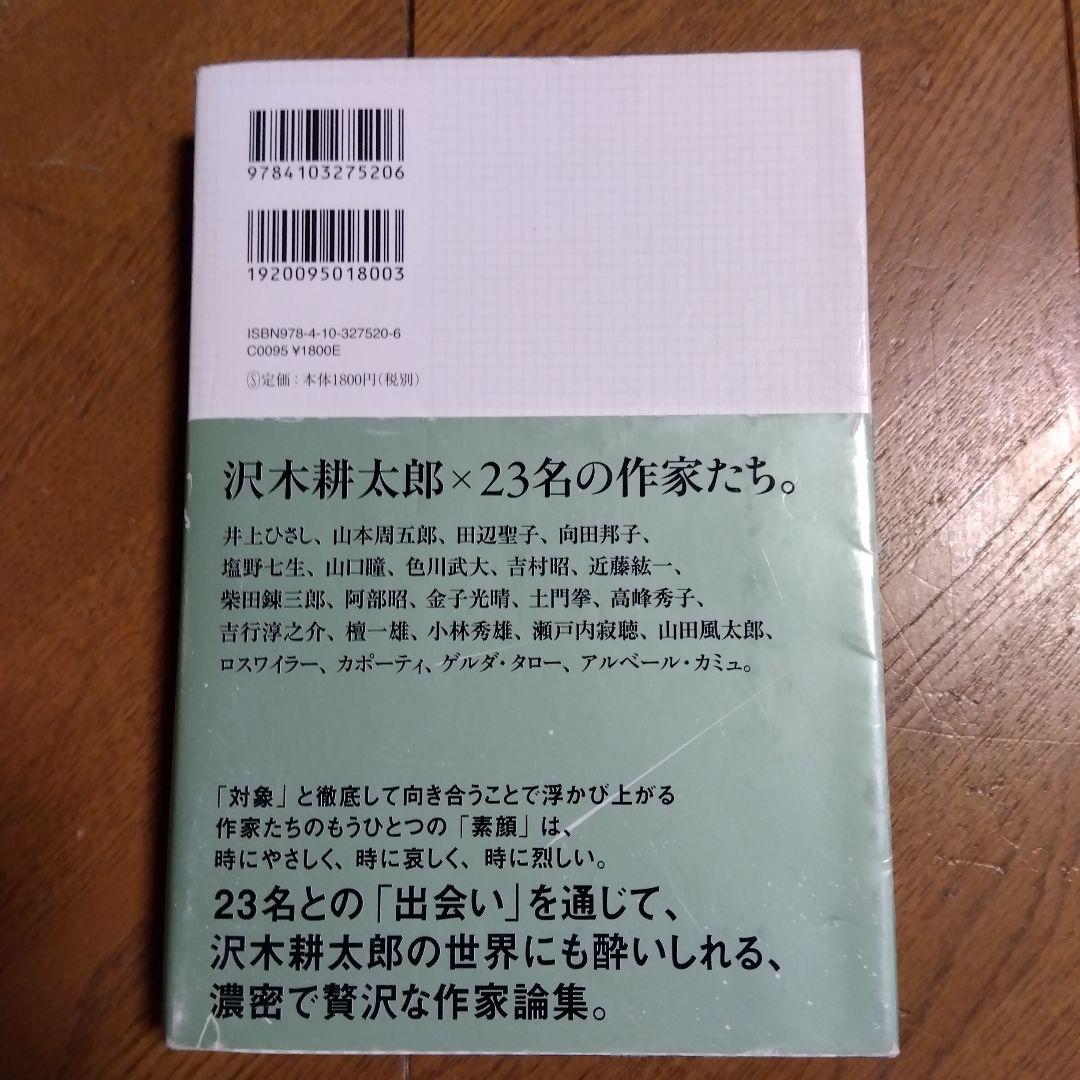 9784103275206
1920095018003
ISBN978-4-10-327520-6
C0095 ¥1800E
Ⓢ定価：本体1800円（税別）
沢木耕太郎×23名の作家たち。
井上ひさし、山本周五郎、田辺聖子、向田邦子、
塩野七生、山口瞳、色川武大、吉村昭、近藤紘一、
柴田錬三郎、阿部昭、金子光晴、土門拳、高峰秀子、
吉行淳之介、檀一雄、小林秀雄、瀬戸内寂聴、山田風太郎、
ロスワイラー、カポーティ、ゲルダ・タロー、アルベール・カミュ。
「対象」と徹底して向き合うことで浮かび上がる
作家たちのもうひとつの「素顔」は、
時にやさしく、時に哀しく、時に烈しい。
23名との「出会い」を通じて、
沢木耕太郎の世界にも酔いしれる、
濃密で贅沢な作家論集。